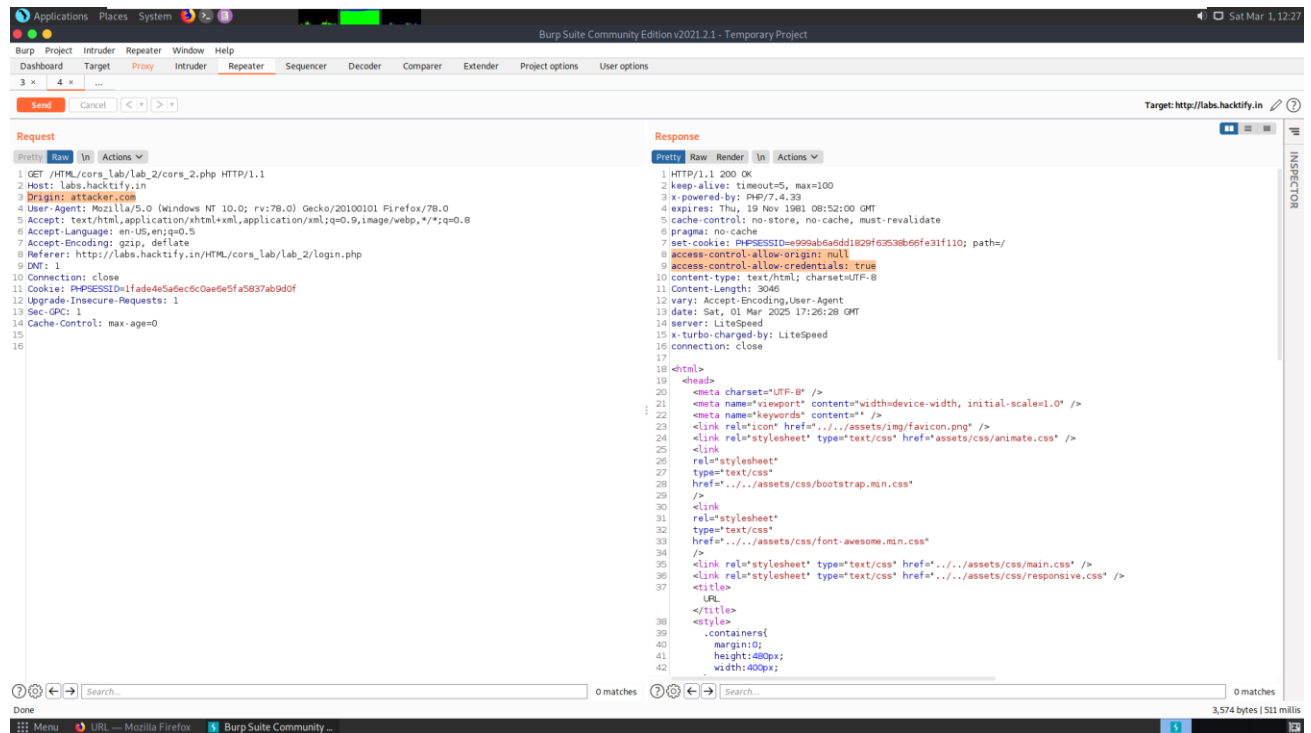 Applications Places System Sat Mar 1, 12:27
Burp Suite Community Edition v2021.2.1 - Temporary Project
Burp Project Intruder Repeater Window Help
Dashboard Target Proxy Intruder Repeater Sequencer Decoder Comparer Extender Project options User options
3 × 4 × ...
Send Cancel < > Target: http://labs.hacktify.in
Request
Pretty Raw \n Actions
1 GET /HTML/cors_lab/lab_2/cors_2.php HTTP/1.1
2 Host: labs.hacktify.in
3 Origin: attacker.com
4 User-Agent: Mozilla/5.0 (Windows NT 10.0; rv:78.0) Gecko/20100101 Firefox/78.0
5 Accept: text/html,application/xhtml+xml,application/xml;q=0.9,image/webp,*/*;q=0.8
6 Accept-Language: en-US,en;q=0.5
7 Accept-Encoding: gzip, deflate
8 Referer: http://labs.hacktify.in/HTML/cors_lab/lab_2/login.php
9 DNT: 1
10 Connection: close
11 Cookie: PHPSESSID=1fade4e5a6ec6c0ae6e5fa5837ab9d0f
12 Upgrade-Insecure-Requests: 1
13 Sec-GPC: 1
14 Cache-Control: max-age=0
15
16
Search... 0 matches
Response
Pretty Raw Render \n Actions
1 HTTP/1.1 200 OK
2 keep-alive: timeout=5, max=100
3 x-powered-by: PHP/7.4.33
4 expires: Thu, 19 Nov 1981 08:52:00 GMT
5 cache-control: no-store, no-cache, must-revalidate
6 pragma: no-cache
7 set-cookie: PHPSESSID=e999ab6a6dd1829f63538b66fe31f110; path=/
8 access-control-allow-origin: null
9 access-control-allow-credentials: true
10 content-type: text/html; charset=UTF-8
11 Content-Length: 3046
12 vary: Accept-Encoding,User-Agent
13 date: Sat, 01 Mar 2025 17:26:28 GMT
14 server: LiteSpeed
15 x-turbo-charged-by: LiteSpeed
16 connection: close
17
18 <html>
19 <head>
20 <meta charset="UTF-8" />
21 <meta name="viewport" content="width=device-width, initial-scale=1.0" />
22 <meta name="keywords" content="" />
23 <link rel="icon" href="../../assets/img/favicon.png" />
24 <link rel="stylesheet" type="text/css" href="assets/css/animate.css" />
25 <link
26 rel="stylesheet"
27 type="text/css"
28 href="../../assets/css/bootstrap.min.css"
29 />
30 <link
31 rel="stylesheet"
32 type="text/css"
33 href="../../assets/css/font-awesome.min.css"
34 />
35 <link rel="stylesheet" type="text/css" href="../../assets/css/main.css" />
36 <link rel="stylesheet" type="text/css" href="../../assets/css/responsive.css" />
37 <title>
URL
</title>
38 <style>
39 .containers{
40 margin:0;
41 height:480px;
42 width:400px;
Search... 0 matches
INSPECTOR
Done 3,574 bytes | 511 millis
Menu URL — Mozilla Firefox Burp Suite Community ...